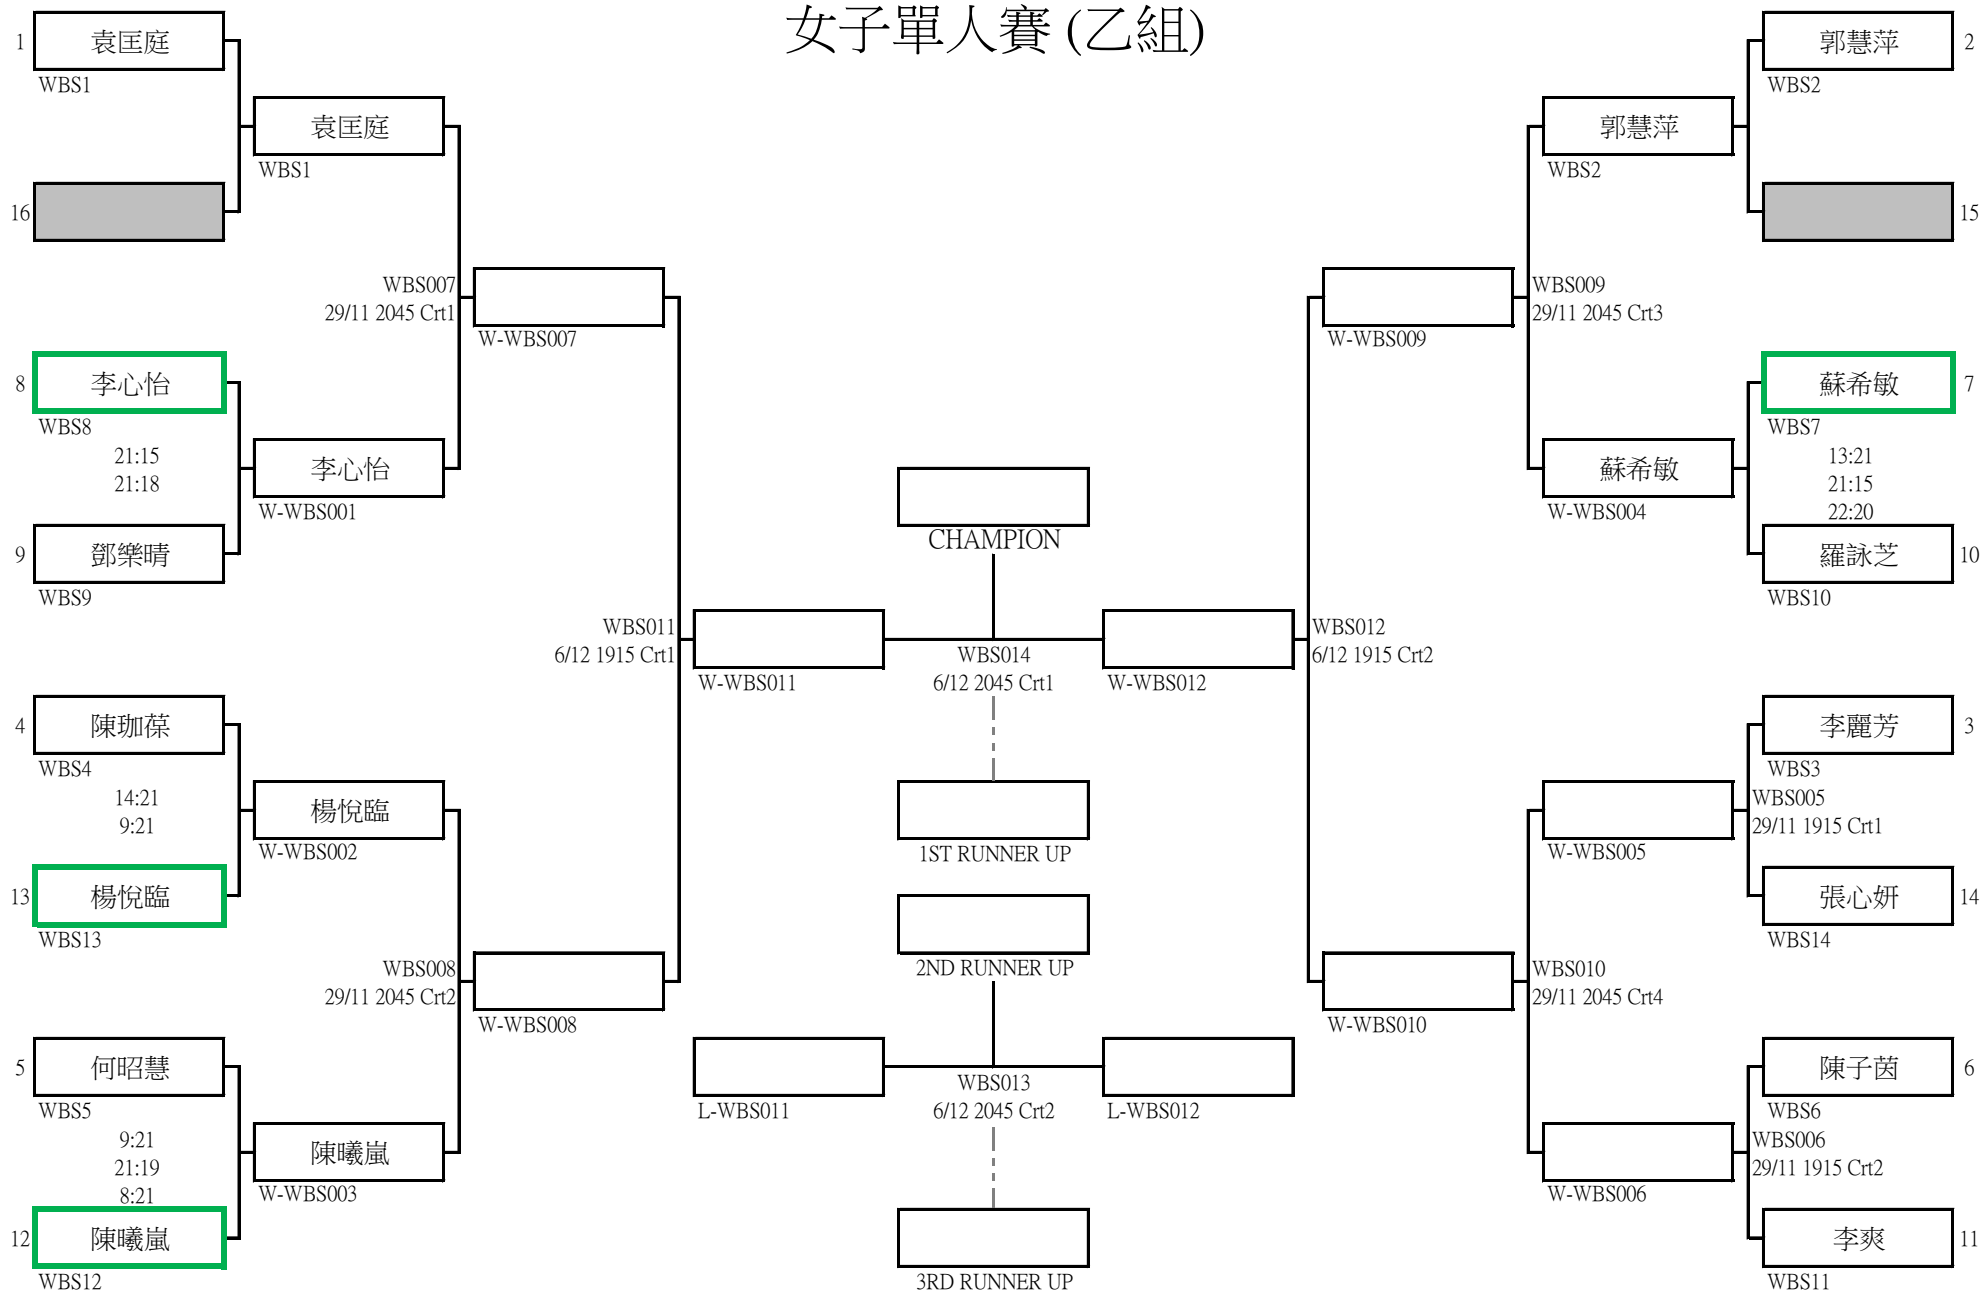 女子單人賽 (乙組)
1
袁匡庭
WBS1
16
袁匡庭
WBS1
WBS007
29/11 2045 Crt1
W-WBS007
8
李心怡
WBS8
21:15
21:18
李心怡
W-WBS001
9
鄧樂晴
WBS9
WBS011
6/12 1915 Crt1
W-WBS011
4
陳珈葆
WBS4
14:21
9:21
楊悅臨
W-WBS002
13
楊悅臨
WBS13
WBS008
29/11 2045 Crt2
W-WBS008
5
何昭慧
WBS5
9:21
21:19
8:21
陳曦嵐
W-WBS003
12
陳曦嵐
WBS12
CHAMPION
WBS014
6/12 2045 Crt1
1ST RUNNER UP
2ND RUNNER UP
L-WBS011
WBS013
6/12 2045 Crt2
L-WBS012
3RD RUNNER UP
郭慧萍
2
WBS2
郭慧萍
WBS2
15
WBS009
29/11 2045 Crt3
W-WBS009
蘇希敏
7
WBS7
13:21
21:15
22:20
蘇希敏
W-WBS004
羅詠芝
10
WBS10
WBS012
6/12 1915 Crt2
W-WBS012
李麗芳
3
WBS3
WBS005
29/11 1915 Crt1
W-WBS005
張心妍
14
WBS14
WBS010
29/11 2045 Crt4
W-WBS010
陳子茵
6
WBS6
WBS006
29/11 1915 Crt2
W-WBS006
李爽
11
WBS11